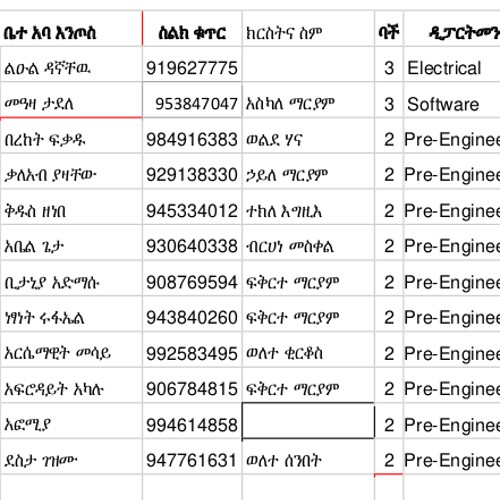 ቤተ አባ እንጦስ ስልክ ቁጥር ክርስትና ስም ባች ዲፓርትመን
ልዑል ዳኛቸዉ 919627775 3 Electrical
መዓዛ ታደለ 953847047 አስካለ ማርያም 3 Software
በረከት ፍቃዱ 984916383 ወልደ ሃና 2 Pre-Enginee
ቃለአብ ያዛቸው 929138330 ኃይለ ማርያም 2 Pre-Enginee
ቅዱስ ዘነበ 945334012 ተክለ እግዚእ 2 Pre-Enginee
አቤል ጌታ 930640338 ብርሀነ መስቀል 2 Pre-Enginee
ቢታኒያ አድማሱ 908769594 ፍቅርተ ማርያም 2 Pre-Enginee
ነፃነት ሩፋኤል 943840260 ፍቅርተ ማርያም 2 Pre-Enginee
አርሴማዊት መሳይ 992583495 ወለተ ቂርቆስ 2 Pre-Enginee
አፍሮዳይት አካሉ 906784815 ፍቅርተ ማርያም 2 Pre-Enginee
አፎሚያ 994614858 2 Pre-Enginee
ደስታ ገዝሙ 947761631 ወለተ ሰንበት 2 Pre-Enginee